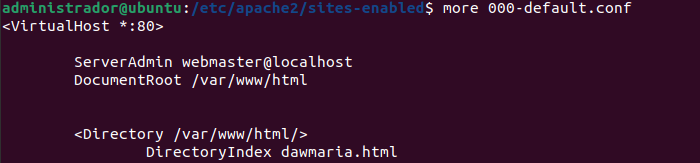 administrador@ubuntu:/etc/apache2/sites-enabled$ more 000-default.conf
<VirtualHost *:80>
ServerAdmin webmaster@localhost
DocumentRoot /var/www/html
<Directory /var/www/html/>
DirectoryIndex dawmaria.html